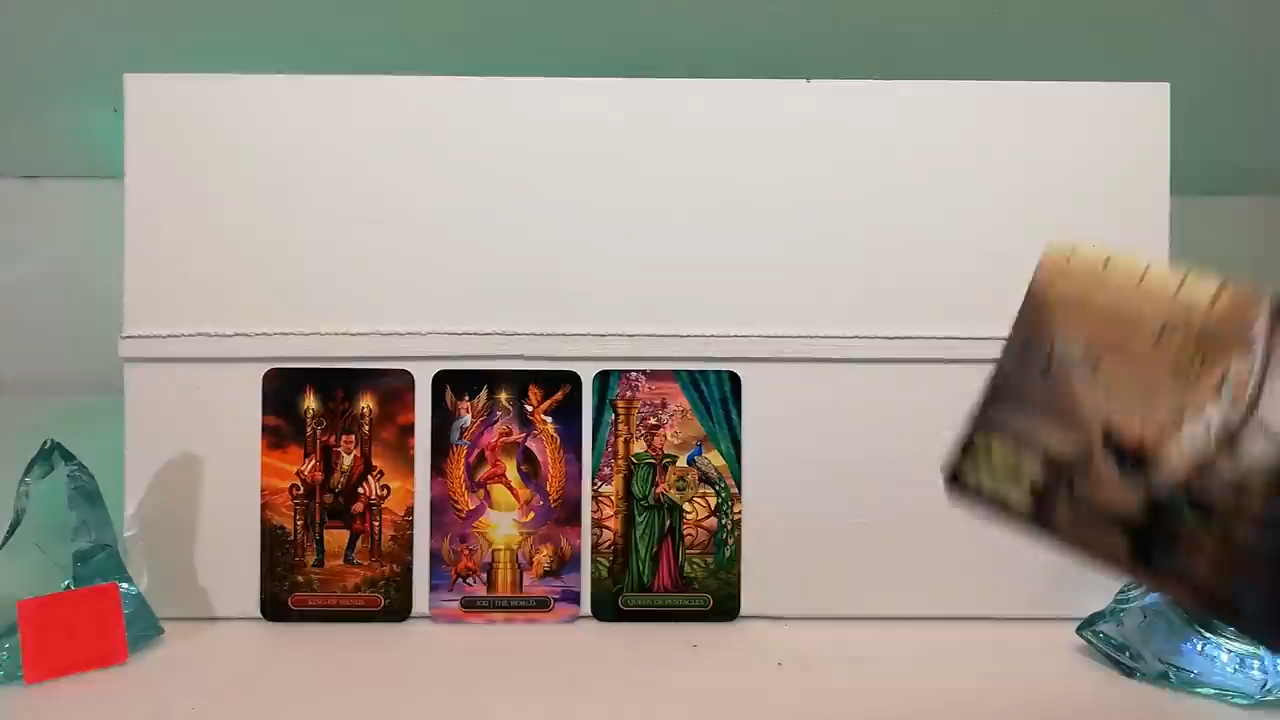 KING OF WANDS
XXI | THE WORLD
QUEEN OF PENTACLES